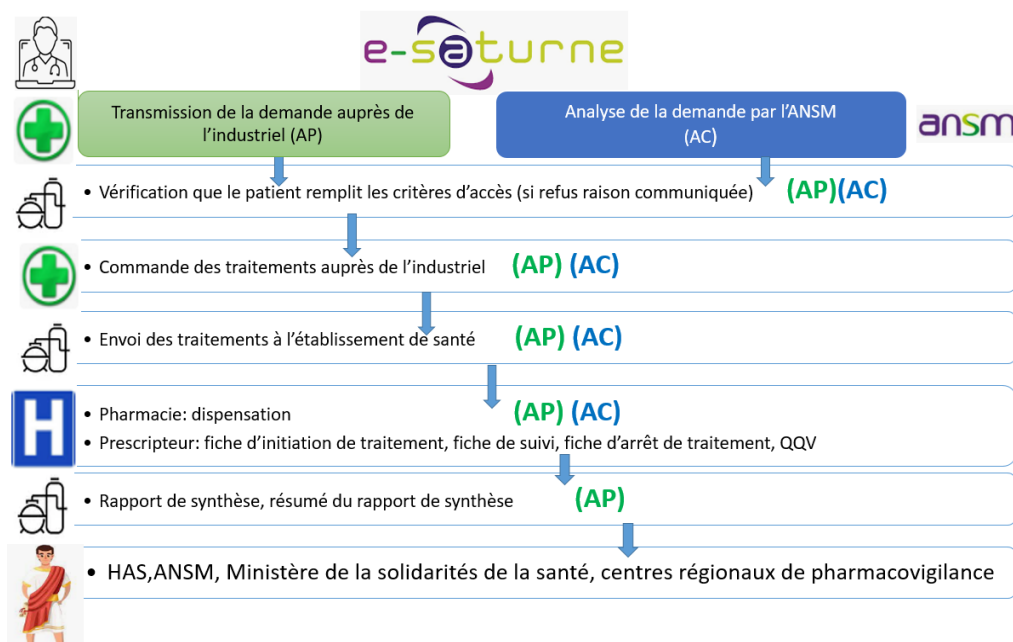 e-saturne
Transmission de la demande auprès de
l'industriel (AP)
Analyse de la demande par l'ANSM
(AC)
ansm
• Vérification que le patient remplit les critères d'accès (si refus raison communiquée) (AP)(AC)
• Commande des traitements auprès de l'industriel (AP) (AC)
• Envoi des traitements à l'établissement de santé (AP) (AC)
H
• Pharmacie: dispensation (AP) (AC)
• Prescripteur: fiche d'initiation de traitement, fiche de suivi, fiche d'arrêt de traitement, QQV
• Rapport de synthèse, résumé du rapport de synthèse (AP)
• HAS,ANSM, Ministère de la solidarités de la santé, centres régionaux de pharmacovigilance